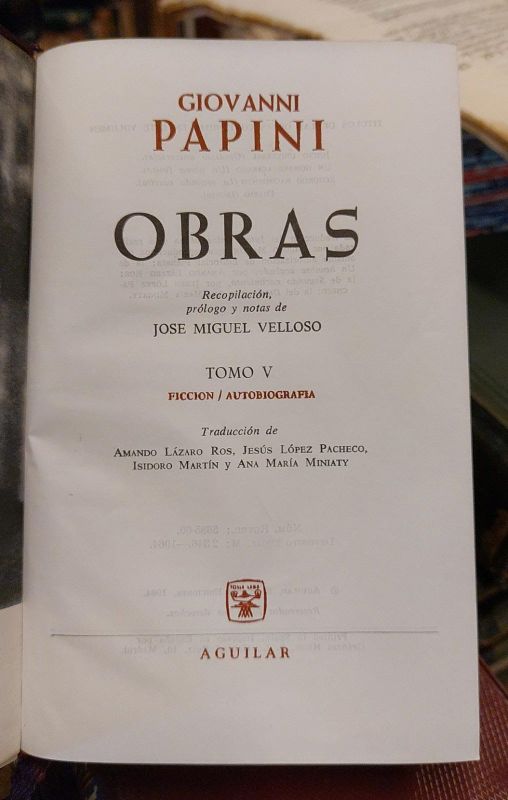 GIOVANNI
PAPINI
OBRAS
Recopilación,
prólogo y notas de
JOSE MIGUEL VELLOSO
TOMO V
FICCION / AUTOBIOGRAFIA
Traducción de
AMANDO LÁZARO ROS, JESÚS LÓPEZ PACHECO,
ISIDORO MARTÍN Y ANA MARÍA MINIATY
AGUILAR